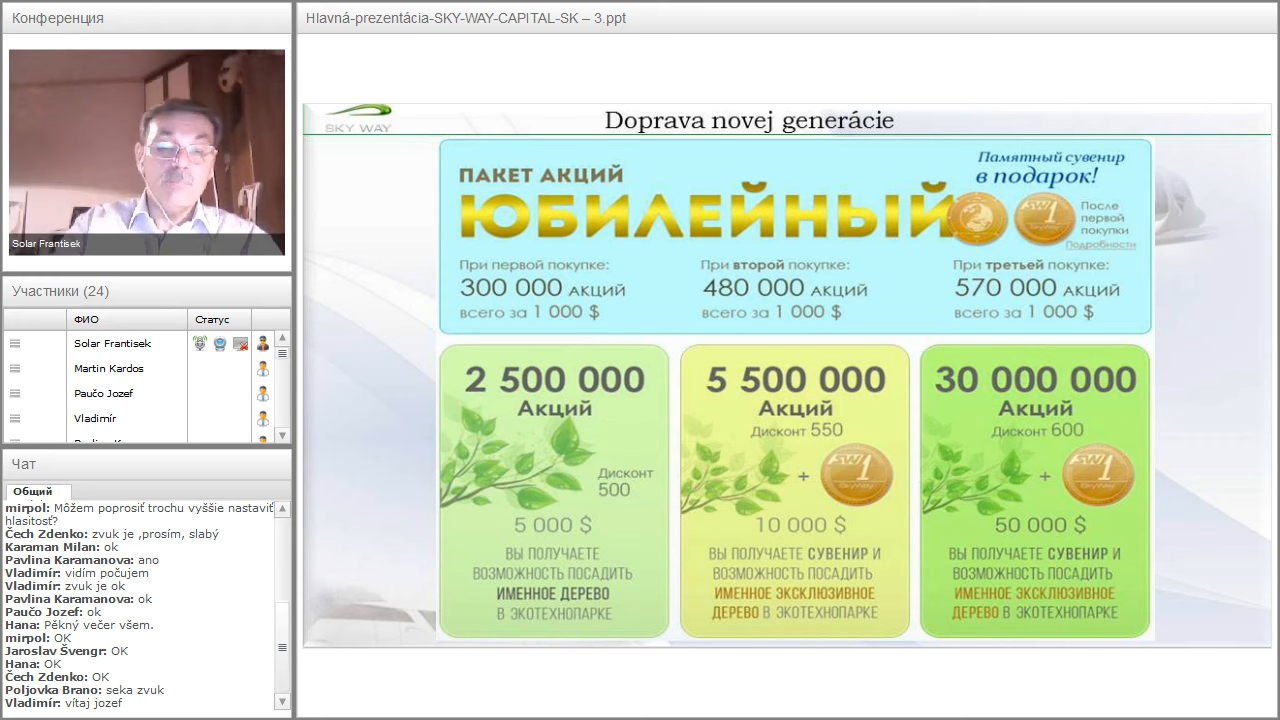 Конференция
Solar Frantisek
Участники (24)
ФИО
Статус
Solar Frantisek
Martin Kardos
Paučo Jozef
Vladimír
Чат
Общий
mirpol: Môžem poprosiť trochu vyššie nastaviť
hlasitosť?
Čech Zdenko: zvuk je ,prosím, slabý
Karaman Milan: ok
Pavlina Karamanova: ano
Vladimír: vidím počujem
Vladimír: zvuk je ok
Pavlina Karamanova: ok
Paučo Jozef: ok
Hana: Pěkný večer všem.
mirpol: OK
Jaroslav Švengr: OK
Hana: OK
Čech Zdenko: OK
Poljovka Brano: seka zvuk
Vladimír: vítaj jozef
Hlavná-prezentácia-SKY-WAY-CAPITAL-SK – 3.ppt
SKY WAY
Doprava novej generácie
ПАКЕТ АКЦИЙ
ЮБИЛЕЙНЫЙ
Памятный сувенир
в подарок!
SW1
SkyWay
После
первой
покупки
Подробности
При первой покупке:
300 000 АКЦИЙ
всего за 1 000 $
При второй покупке:
480 000 АКЦИЙ
всего за 1 000 $
При третьей покупке:
570 000 АКЦИЙ
всего за 1 000 $
2 500 000
Акций
Дисконт
500
5 000 $
ВЫ ПОЛУЧАЕТЕ
ВОЗМОЖНОСТЬ ПОСАДИТЬ
ИМЕННОЕ ДЕРЕВО
В ЭКОТЕХНОПАРКЕ
5 500 000
Акций
Дисконт 550
+
SW1
SkyWay
10 000 $
ВЫ ПОЛУЧАЕТЕ СУВЕНИР И
ВОЗМОЖНОСТЬ ПОСАДИТЬ
ИМЕННОЕ ЭКСКЛЮЗИВНОЕ
ДЕРЕВО В ЭКОТЕХНОПАРКЕ
30 000 000
Акций
Дисконт 600
+
SW1
SkyWay
50 000 $
ВЫ ПОЛУЧАЕТЕ СУВЕНИР И
ВОЗМОЖНОСТЬ ПОСАДИТЬ
ИМЕННОЕ ЭКСКЛЮЗИВНОЕ
ДЕРЕВО В ЭКОТЕХНОПАРКЕ